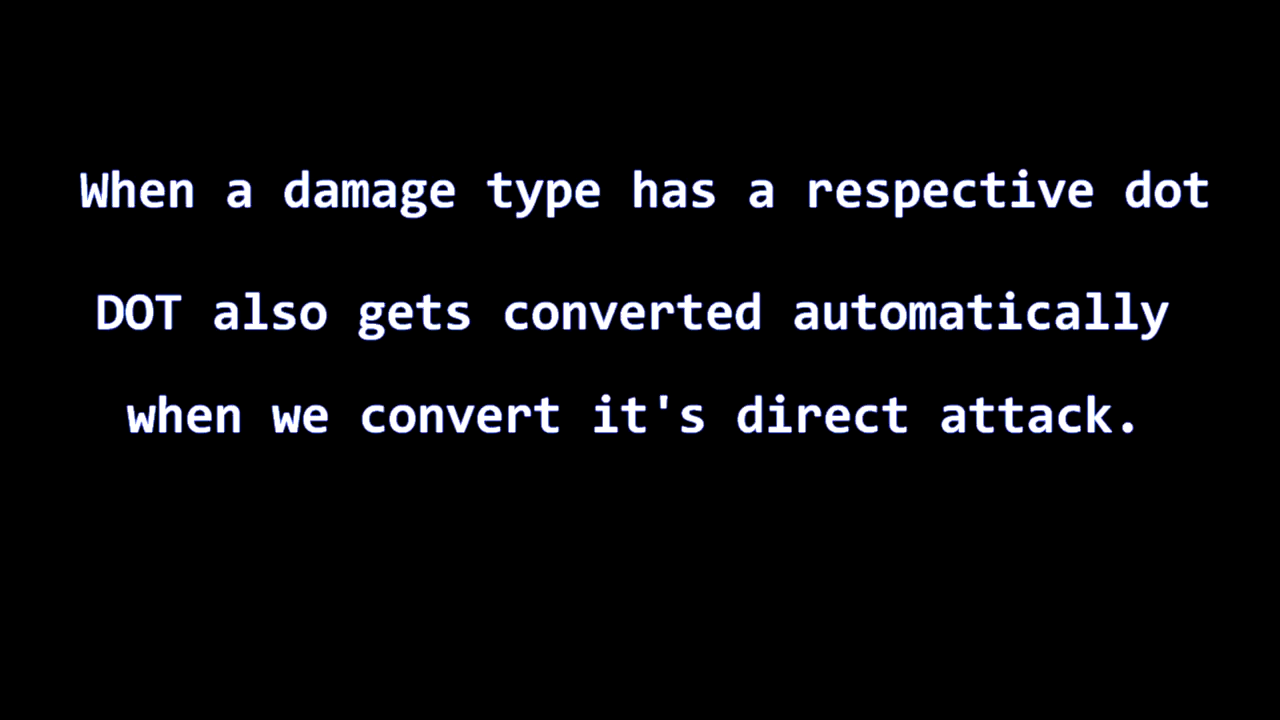 When a damage type has a respective dot
DOT also gets converted automatically
when we convert it's direct attack.